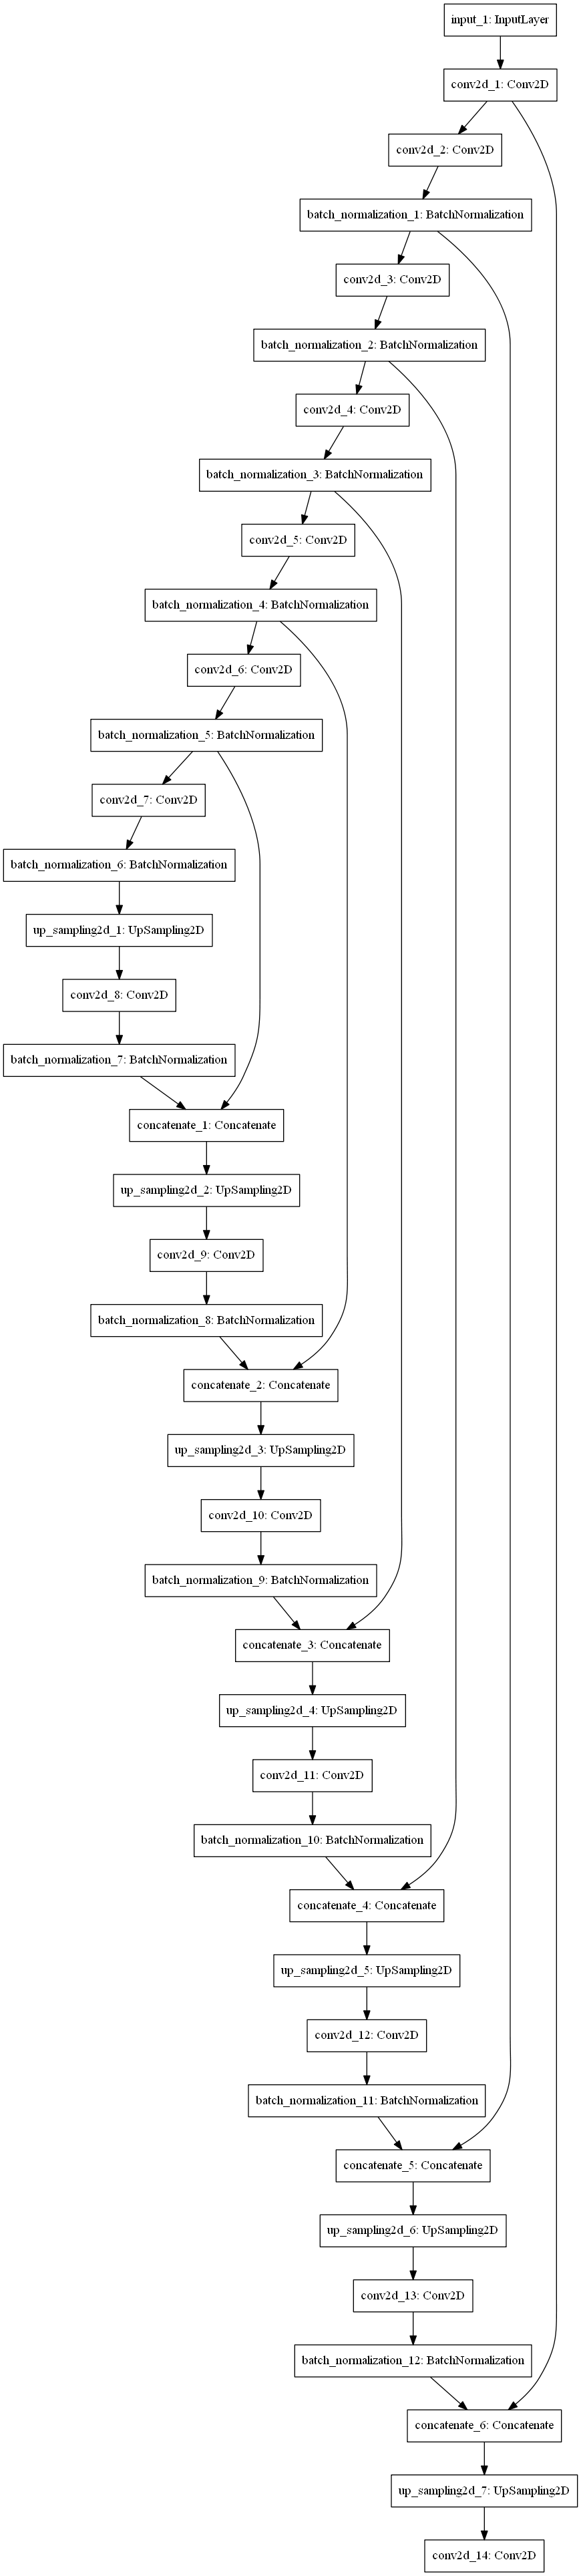 input_1: InputLayer
conv2d_1: Conv2D
conv2d_2: Conv2D
batch_normalization_1: BatchNormalization
conv2d_3: Conv2D
batch_normalization_2: BatchNormalization
conv2d_4: Conv2D
batch_normalization_3: BatchNormalization
conv2d_5: Conv2D
batch_normalization_4: BatchNormalization
conv2d_6: Conv2D
batch_normalization_5: BatchNormalization
conv2d_7: Conv2D
batch_normalization_6: BatchNormalization
up_sampling2d_1: UpSampling2D
conv2d_8: Conv2D
batch_normalization_7: BatchNormalization
concatenate_1: Concatenate
up_sampling2d_2: UpSampling2D
conv2d_9: Conv2D
batch_normalization_8: BatchNormalization
concatenate_2: Concatenate
up_sampling2d_3: UpSampling2D
conv2d_10: Conv2D
batch_normalization_9: BatchNormalization
concatenate_3: Concatenate
up_sampling2d_4: UpSampling2D
conv2d_11: Conv2D
batch_normalization_10: BatchNormalization
concatenate_4: Concatenate
up_sampling2d_5: UpSampling2D
conv2d_12: Conv2D
batch_normalization_11: BatchNormalization
concatenate_5: Concatenate
up_sampling2d_6: UpSampling2D
conv2d_13: Conv2D
batch_normalization_12: BatchNormalization
concatenate_6: Concatenate
up_sampling2d_7: UpSampling2D
conv2d_14: Conv2D